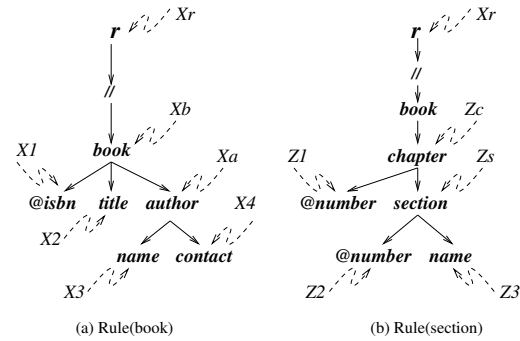 r Xr
//
Xb
X1 book
Xa
@isbn title author X4
X2
name contact
X3
(a) Rule(book)
r Xr
//
book Zc
Z1 chapter Zs
@number section
@number name
Z2 Z3
(b) Rule(section)